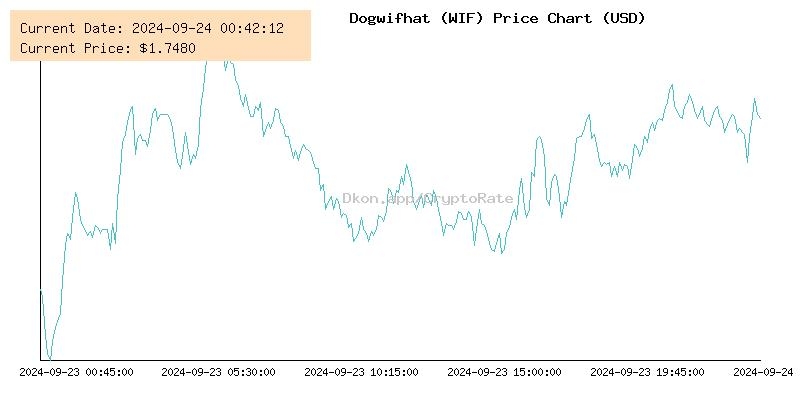 Dogwifhat (WIF) Price Chart (USD)
Current Date: 2024-09-24 00:42:12
Current Price: $1.7480
Dkon.app/CryptoRate
2024-09-23 00:45:00 2024-09-23 05:30:00 2024-09-23 10:15:00 2024-09-23 15:00:00 2024-09-23 19:45:00 2024-09-24